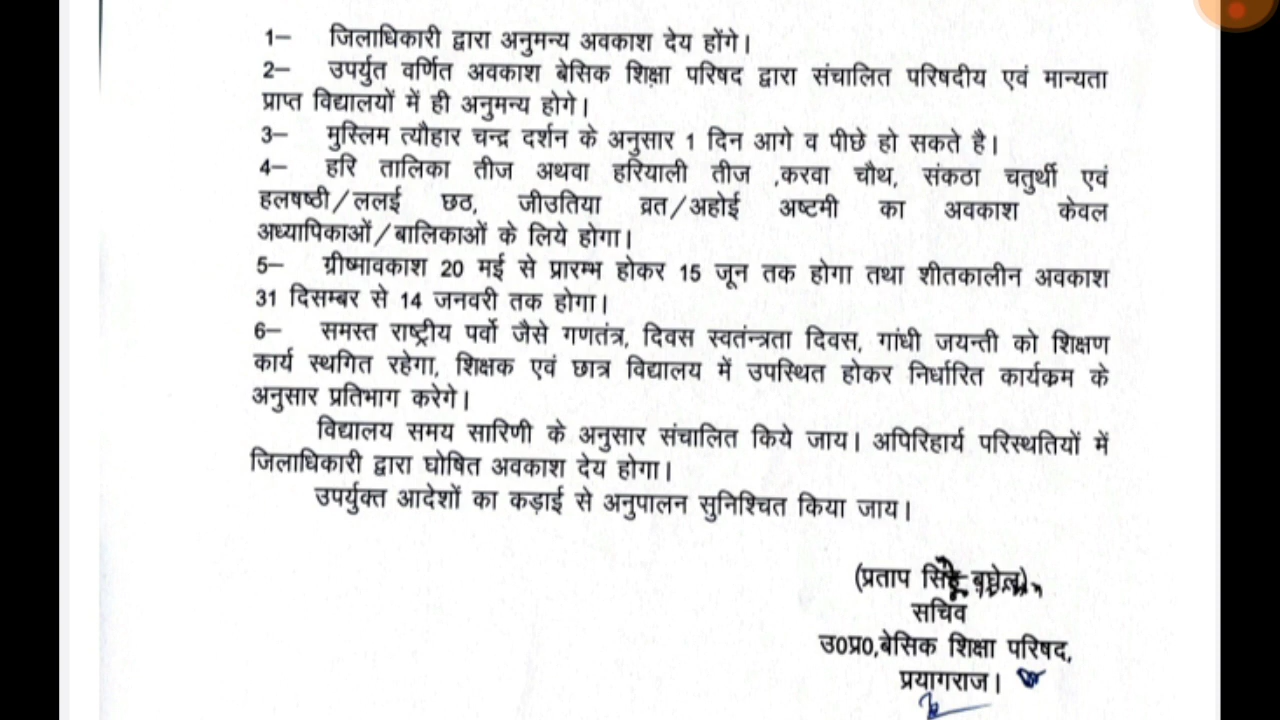 1– जिलाधिकारी द्वारा अनुमन्य अवकाश देय होंगे।
2– उपर्युत वर्णित अवकाश बेसिक शिक्षा परिषद द्वारा संचालित परिषदीय एवं मान्यता
प्राप्त विद्यालयों में ही अनुमन्य होगे।
3– मुस्लिम त्यौहार चन्द्र दर्शन के अनुसार 1 दिन आगे व पीछे हो सकते है।
4– हरि तालिका तीज अथवा हरियाली तीज ,करवा चौथ, संकठा चतुर्थी एवं
हलषष्ठी/ललई छठ, जीउतिया व्रत/अहोई अष्टमी का अवकाश केवल
अध्यापिकाओं/बालिकाओं के लिये होगा।
5– ग्रीष्मावकाश 20 मई से प्रारम्भ होकर 15 जून तक होगा तथा शीतकालीन अवकाश
31 दिसम्बर से 14 जनवरी तक होगा।
6– समस्त राष्ट्रीय पर्वो जैसे गणतंत्र, दिवस स्वतंन्त्रता दिवस, गांधी जयन्ती को शिक्षण
कार्य स्थगित रहेगा, शिक्षक एवं छात्र विद्यालय में उपस्थित होकर निर्धारित कार्यकम के
अनुसार प्रतिभाग करेगे।
विद्यालय समय सारिणी के अनुसार संचालित किये जाय। अपिरिहार्य परिस्थतियों में
जिलाधिकारी द्वारा घोषित अवकाश देय होगा।
उपर्युक्त आदेशों का कड़ाई से अनुपालन सुनिश्चित किया जाय।
(प्रताप सिंह बघेल)
सचिव
उ0प्र0,बेसिक शिक्षा परिषद,
प्रयागराज।